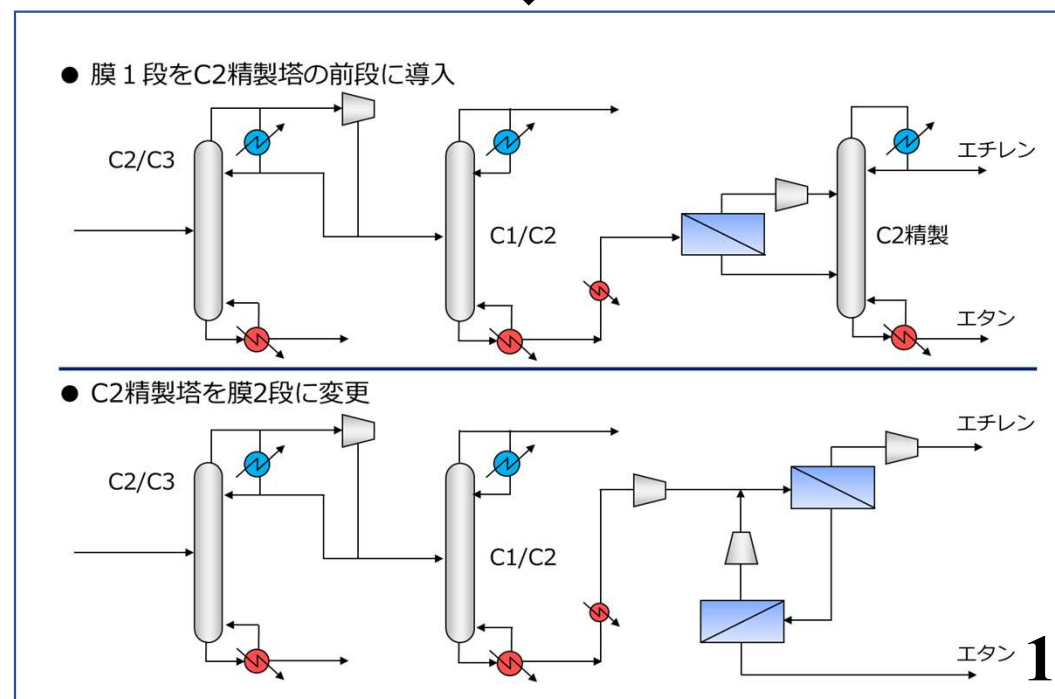 ● 膜１段をC2精製塔の前段に導入
C2/C3
C1/C2
エチレン
C2精製
エタン
● C2精製塔を膜2段に変更
C2/C3
C1/C2
エチレン
エタン
1